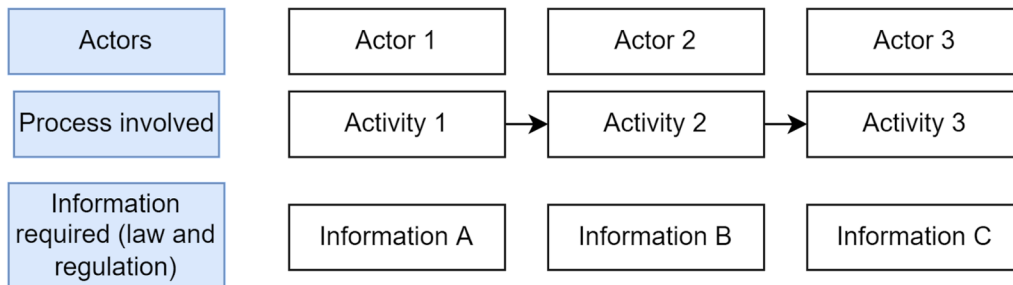 Actors
Actor 1
Actor 2
Actor 3
Process involved
Activity 1
Activity 2
Activity 3
Information
required (law and
regulation)
Information A
Information B
Information C